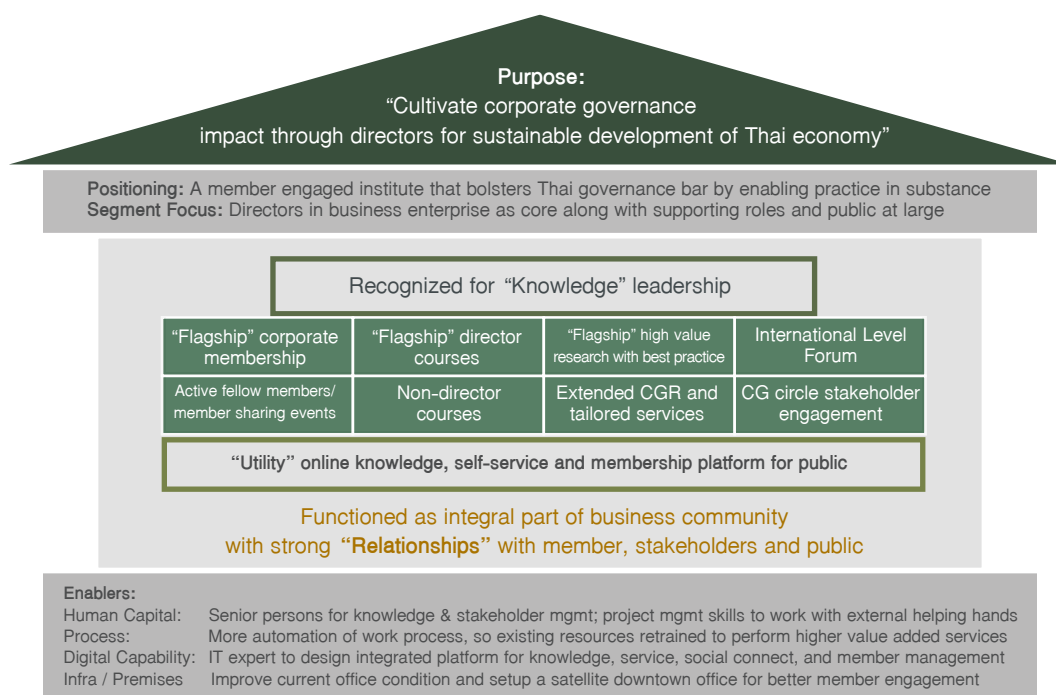 Purpose:
“Cultivate corporate governance
impact through directors for sustainable development of Thai economy”
Positioning: A member engaged institute that bolsters Thai governance bar by enabling practice in substance
Segment Focus: Directors in business enterprise as core along with supporting roles and public at large
Recognized for “Knowledge” leadership
“Flagship” corporate
membership
“Flagship” director
courses
“Flagship” high value
research with best practice
International Level
Forum
Active fellow members/
member sharing events
Non-director
courses
Extended CGR and
tailored services
CG circle stakeholder
engagement
“Utility” online knowledge, self-service and membership platform for public
Functioned as integral part of business community
with strong “Relationships” with member, stakeholders and public
Enablers:
Human Capital: Senior persons for knowledge & stakeholder mgmt; project mgmt skills to work with external helping hands
Process: More automation of work process, so existing resources retrained to perform higher value added services
Digital Capability: IT expert to design integrated platform for knowledge, service, social connect, and member management
Infra / Premises Improve current office condition and setup a satellite downtown office for better member engagement